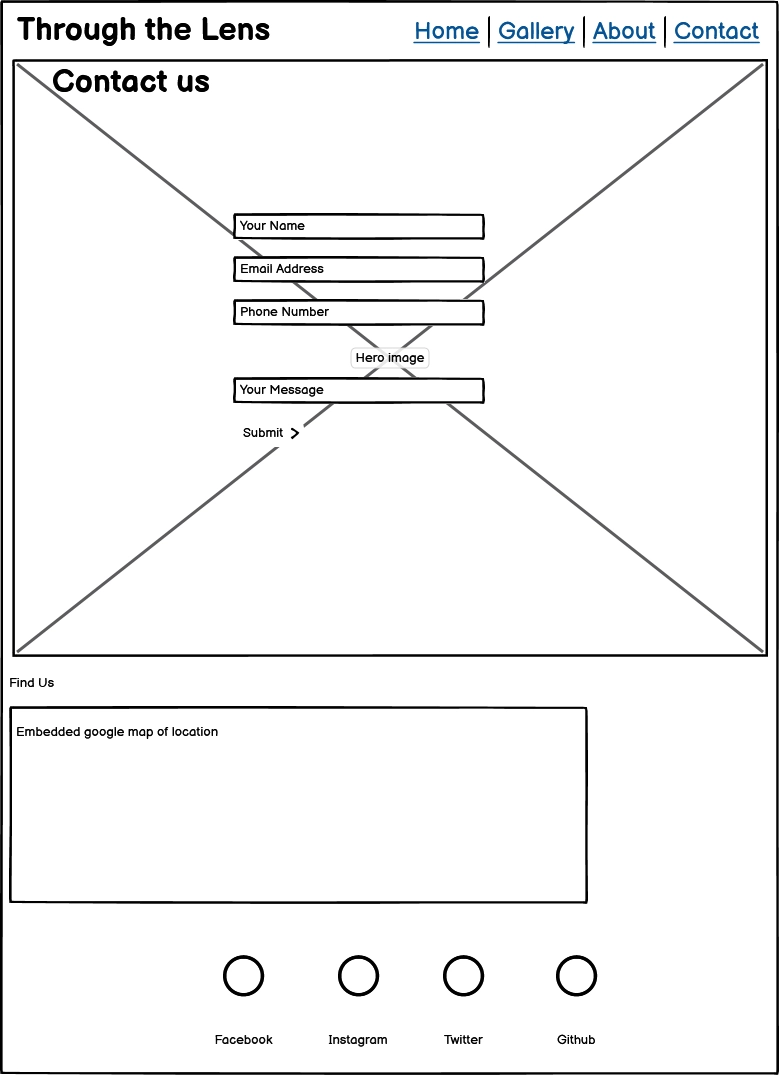 Through the Lens
Home | Gallery | About | Contact
Contact us
Your Name
Email Address
Phone Number
Hero image
Your Message
Submit >
Find Us
Embedded google map of location
Facebook Instagram Twitter Github